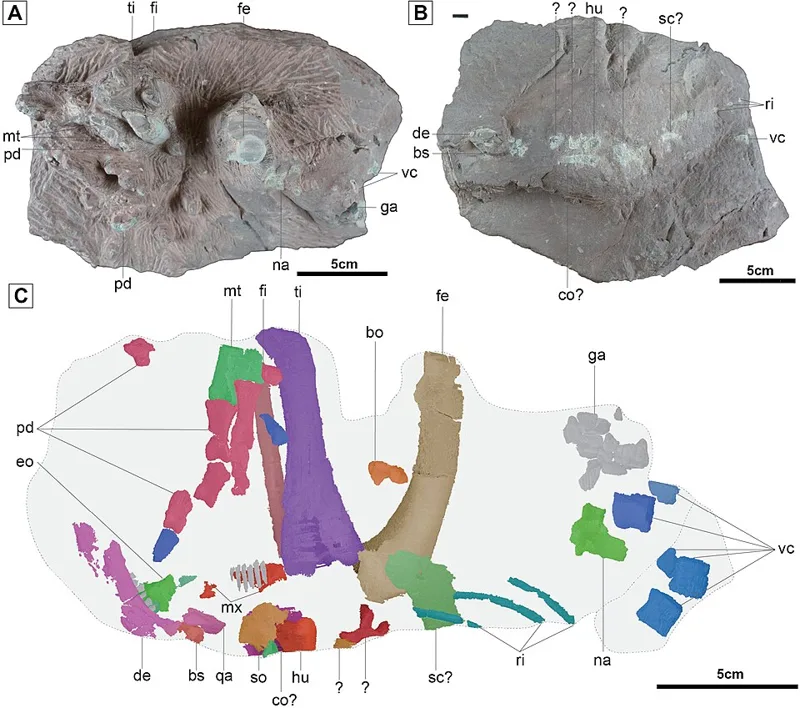 A
ti fi fe
mt
pd
pd
na
vc
ga
5cm
B
? ? hu ? sc?
ri
de
bs
vc
co?
5cm
C
mt fi ti bo fe ga
pd
eo
mx
vc
de bs qa so co? hu ? ? sc? ri na
5cm